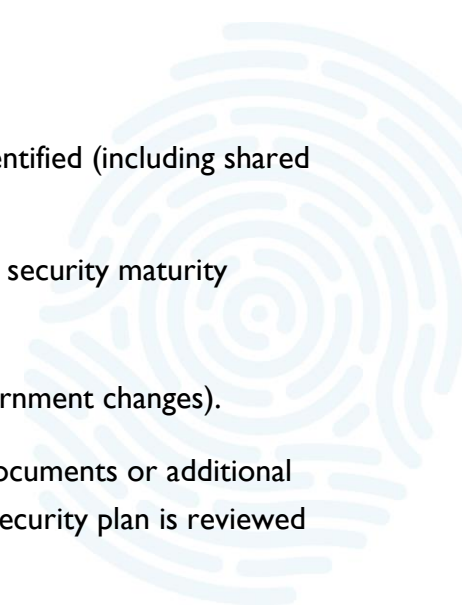 entified (including shared
security maturity
rnment changes).
ocuments or additional
ecurity plan is reviewed